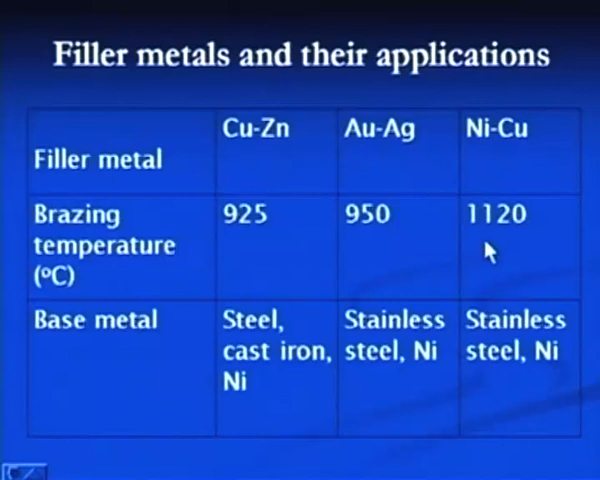 Filler metals and their applications
Filler metal
Cu-Zn
Au-Ag
Ni-Cu
Brazing
temperature
(ºC)
925
950
1120
Base metal
Steel,
cast iron,
Ni
Stainless
steel, Ni
Stainless
steel, Ni